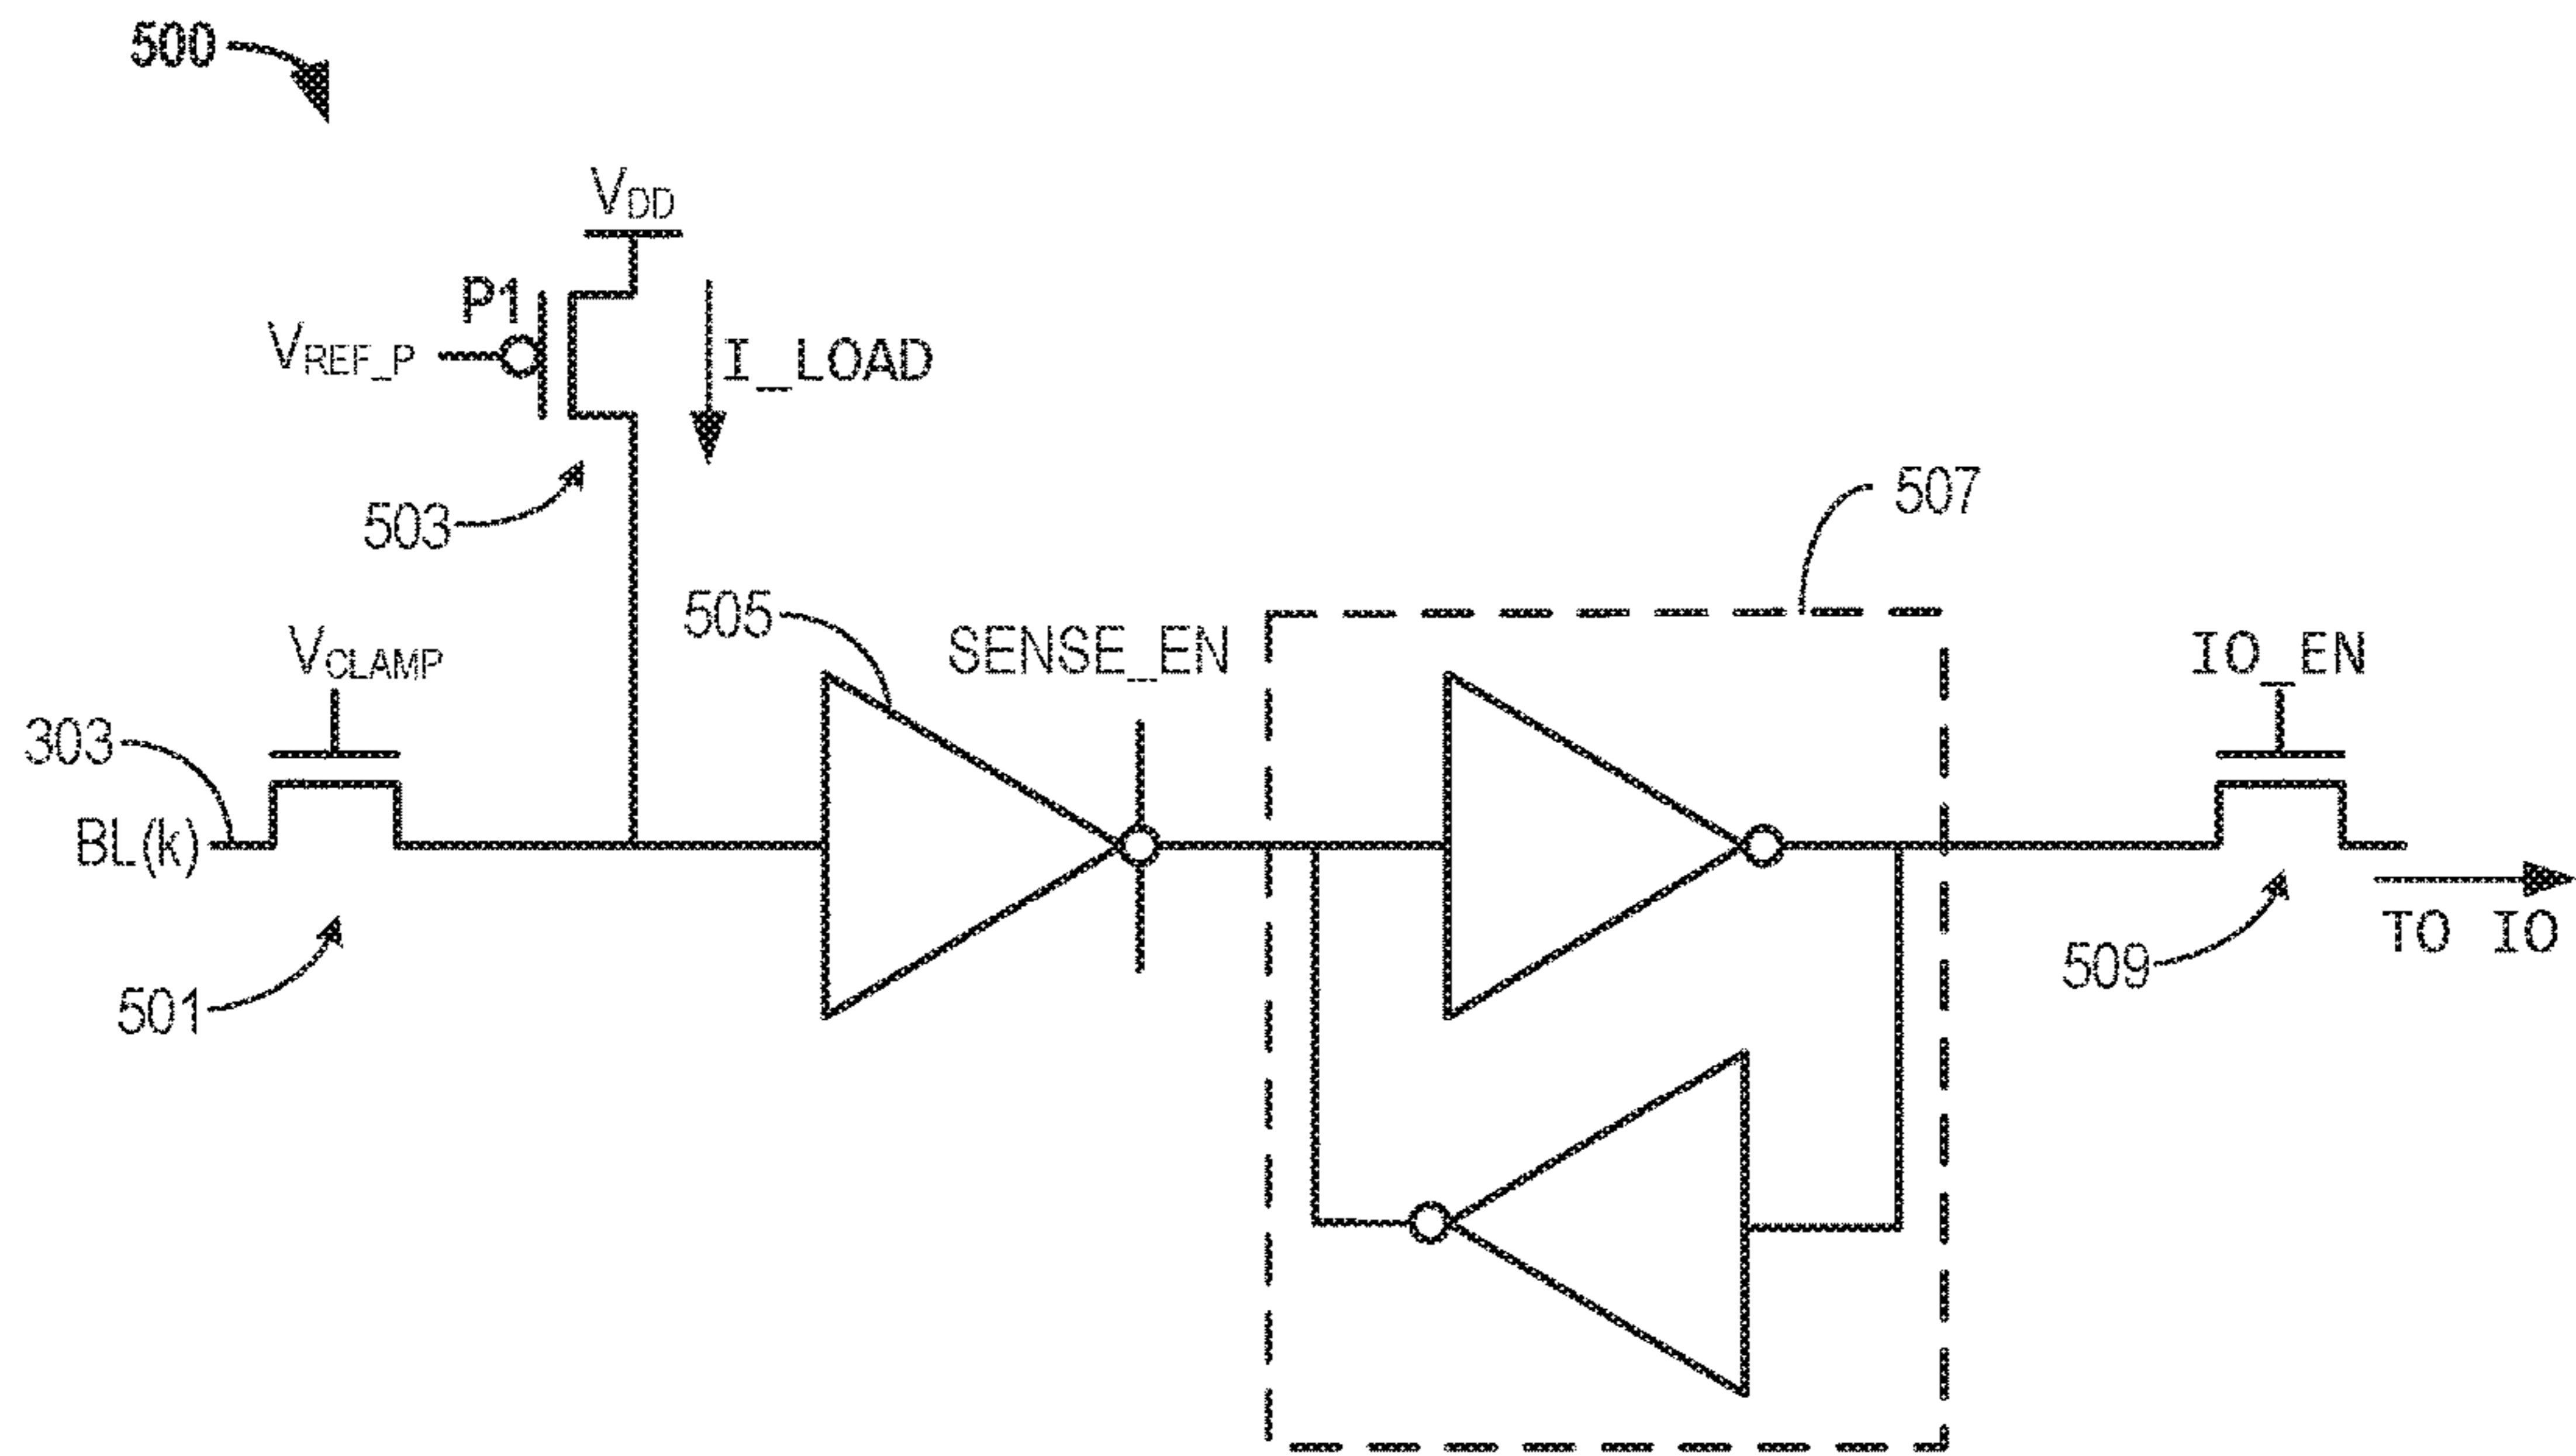 500
VDD
P1
VREF_P
I_LOAD
503
507
505
SENSE_EN
VCLAMP
IO_EN
303
BL(k)
501
509
TO IO